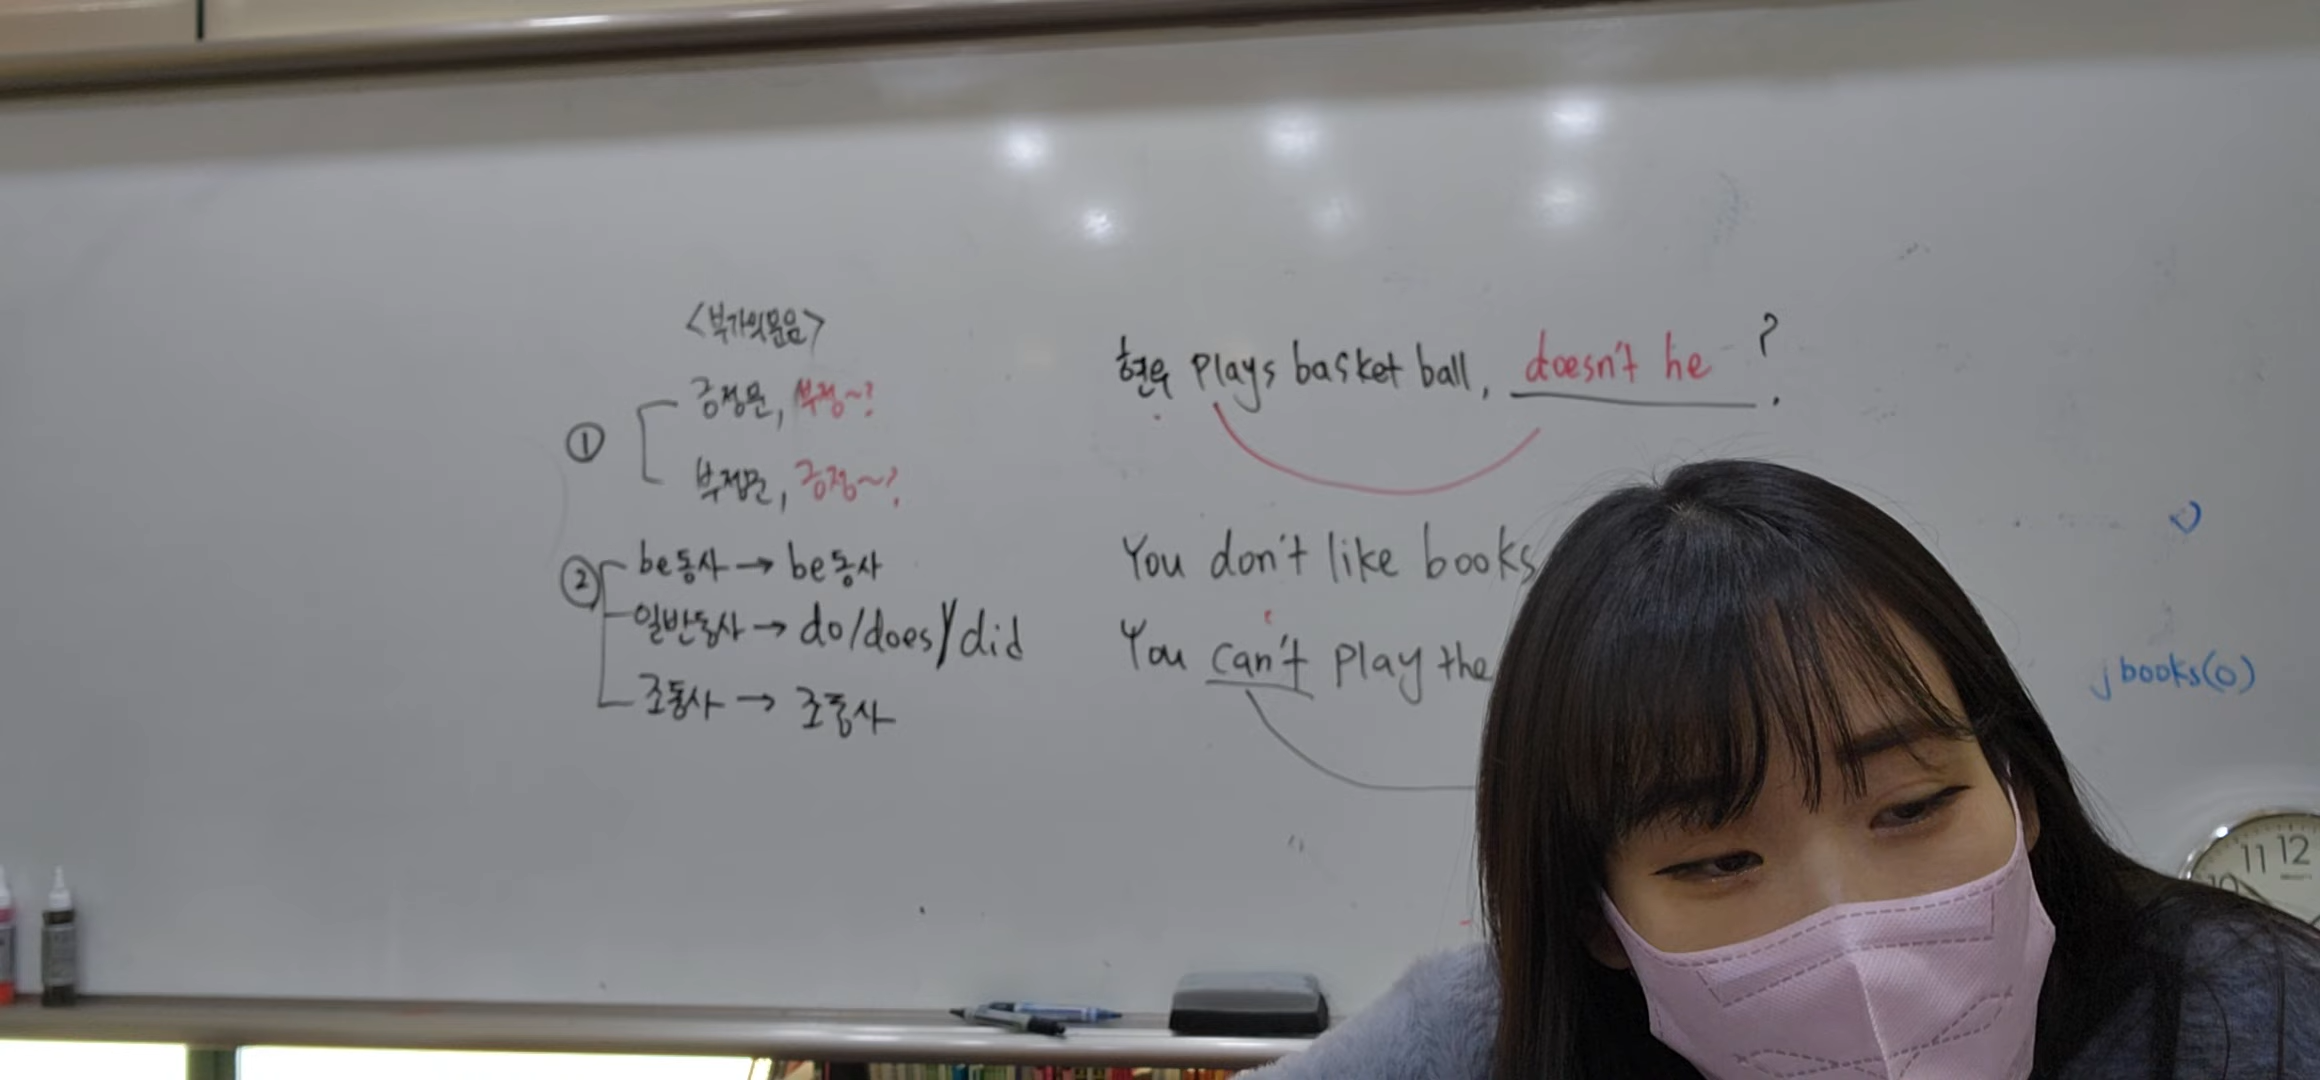 <부가의문문>
① 긍정문, 부정~?
부정문, 긍정~?
② be동사 → be동사
일반동사 → do/does/did
조동사 → 조동사
현우 plays basket ball, doesn't he ?
You don't like books
You can't play the
books(0)
11 12
10